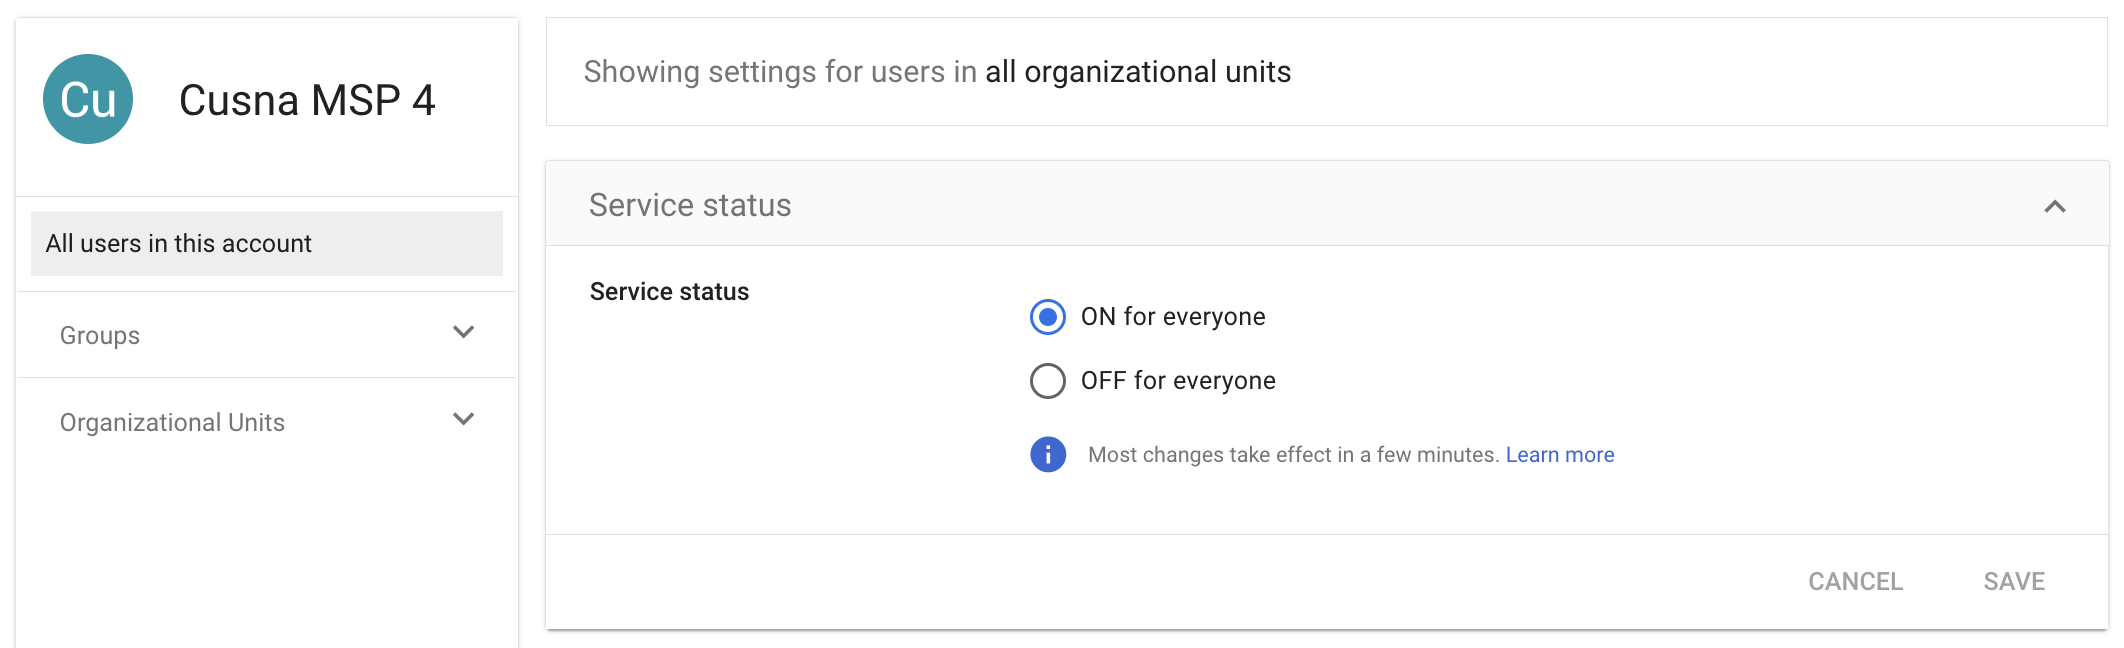 Cu
Cusna MSP 4
All users in this account
Groups
Organizational Units
Showing settings for users in all organizational units
Service status
Service status
ON for everyone
OFF for everyone
i
Most changes take effect in a few minutes. Learn more
CANCEL
SAVE